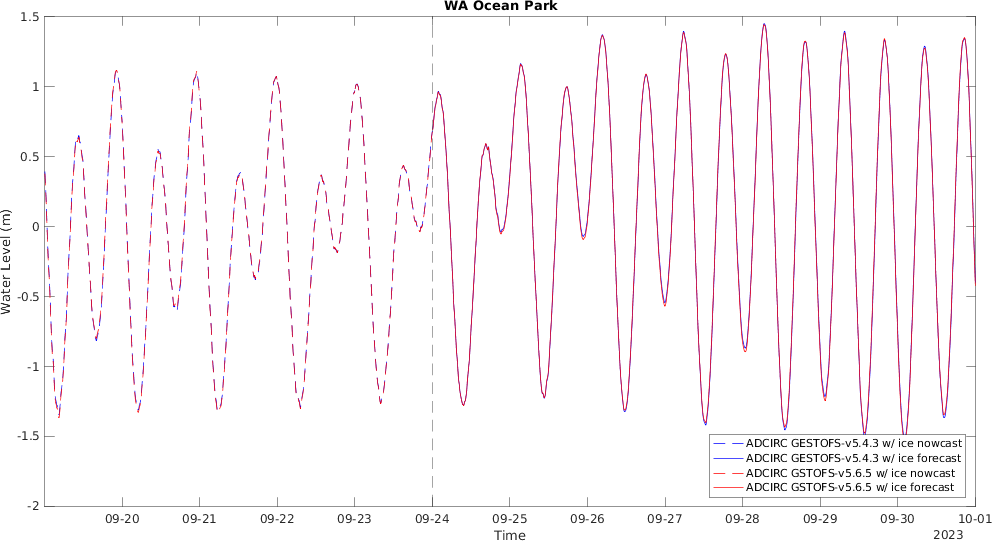 WA Ocean Park
1.5
1
0.5
0
-0.5
-1
-1.5
-2
Water Level (m)
ADCIRC GESTOFS-v5.4.3 w/ ice nowcast
ADCIRC GESTOFS-v5.4.3 w/ ice forecast
ADCIRC GSTOFS-v5.6.5 w/ ice nowcast
ADCIRC GSTOFS-v5.6.5 w/ ice forecast
09-20 09-21 09-22 09-23 09-24 09-25 09-26 09-27 09-28 09-29 09-30 10-01
Time
2023